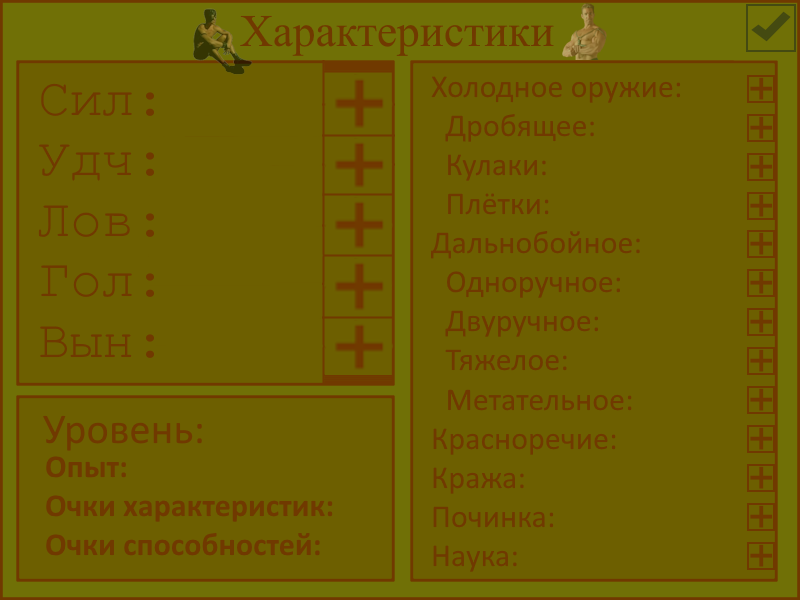 Характеристики
Сил:
Удч:
Лов:
Гол:
Вын:
Уровень:
Опыт:
Очки характеристик:
Очки способностей:
Холодное оружие:
Дробящее:
Кулаки:
Плётки:
Дальнобойное:
Одноручное:
Двуручное:
Тяжелое:
Метательное:
Красноречие:
Кража:
Починка:
Наука: